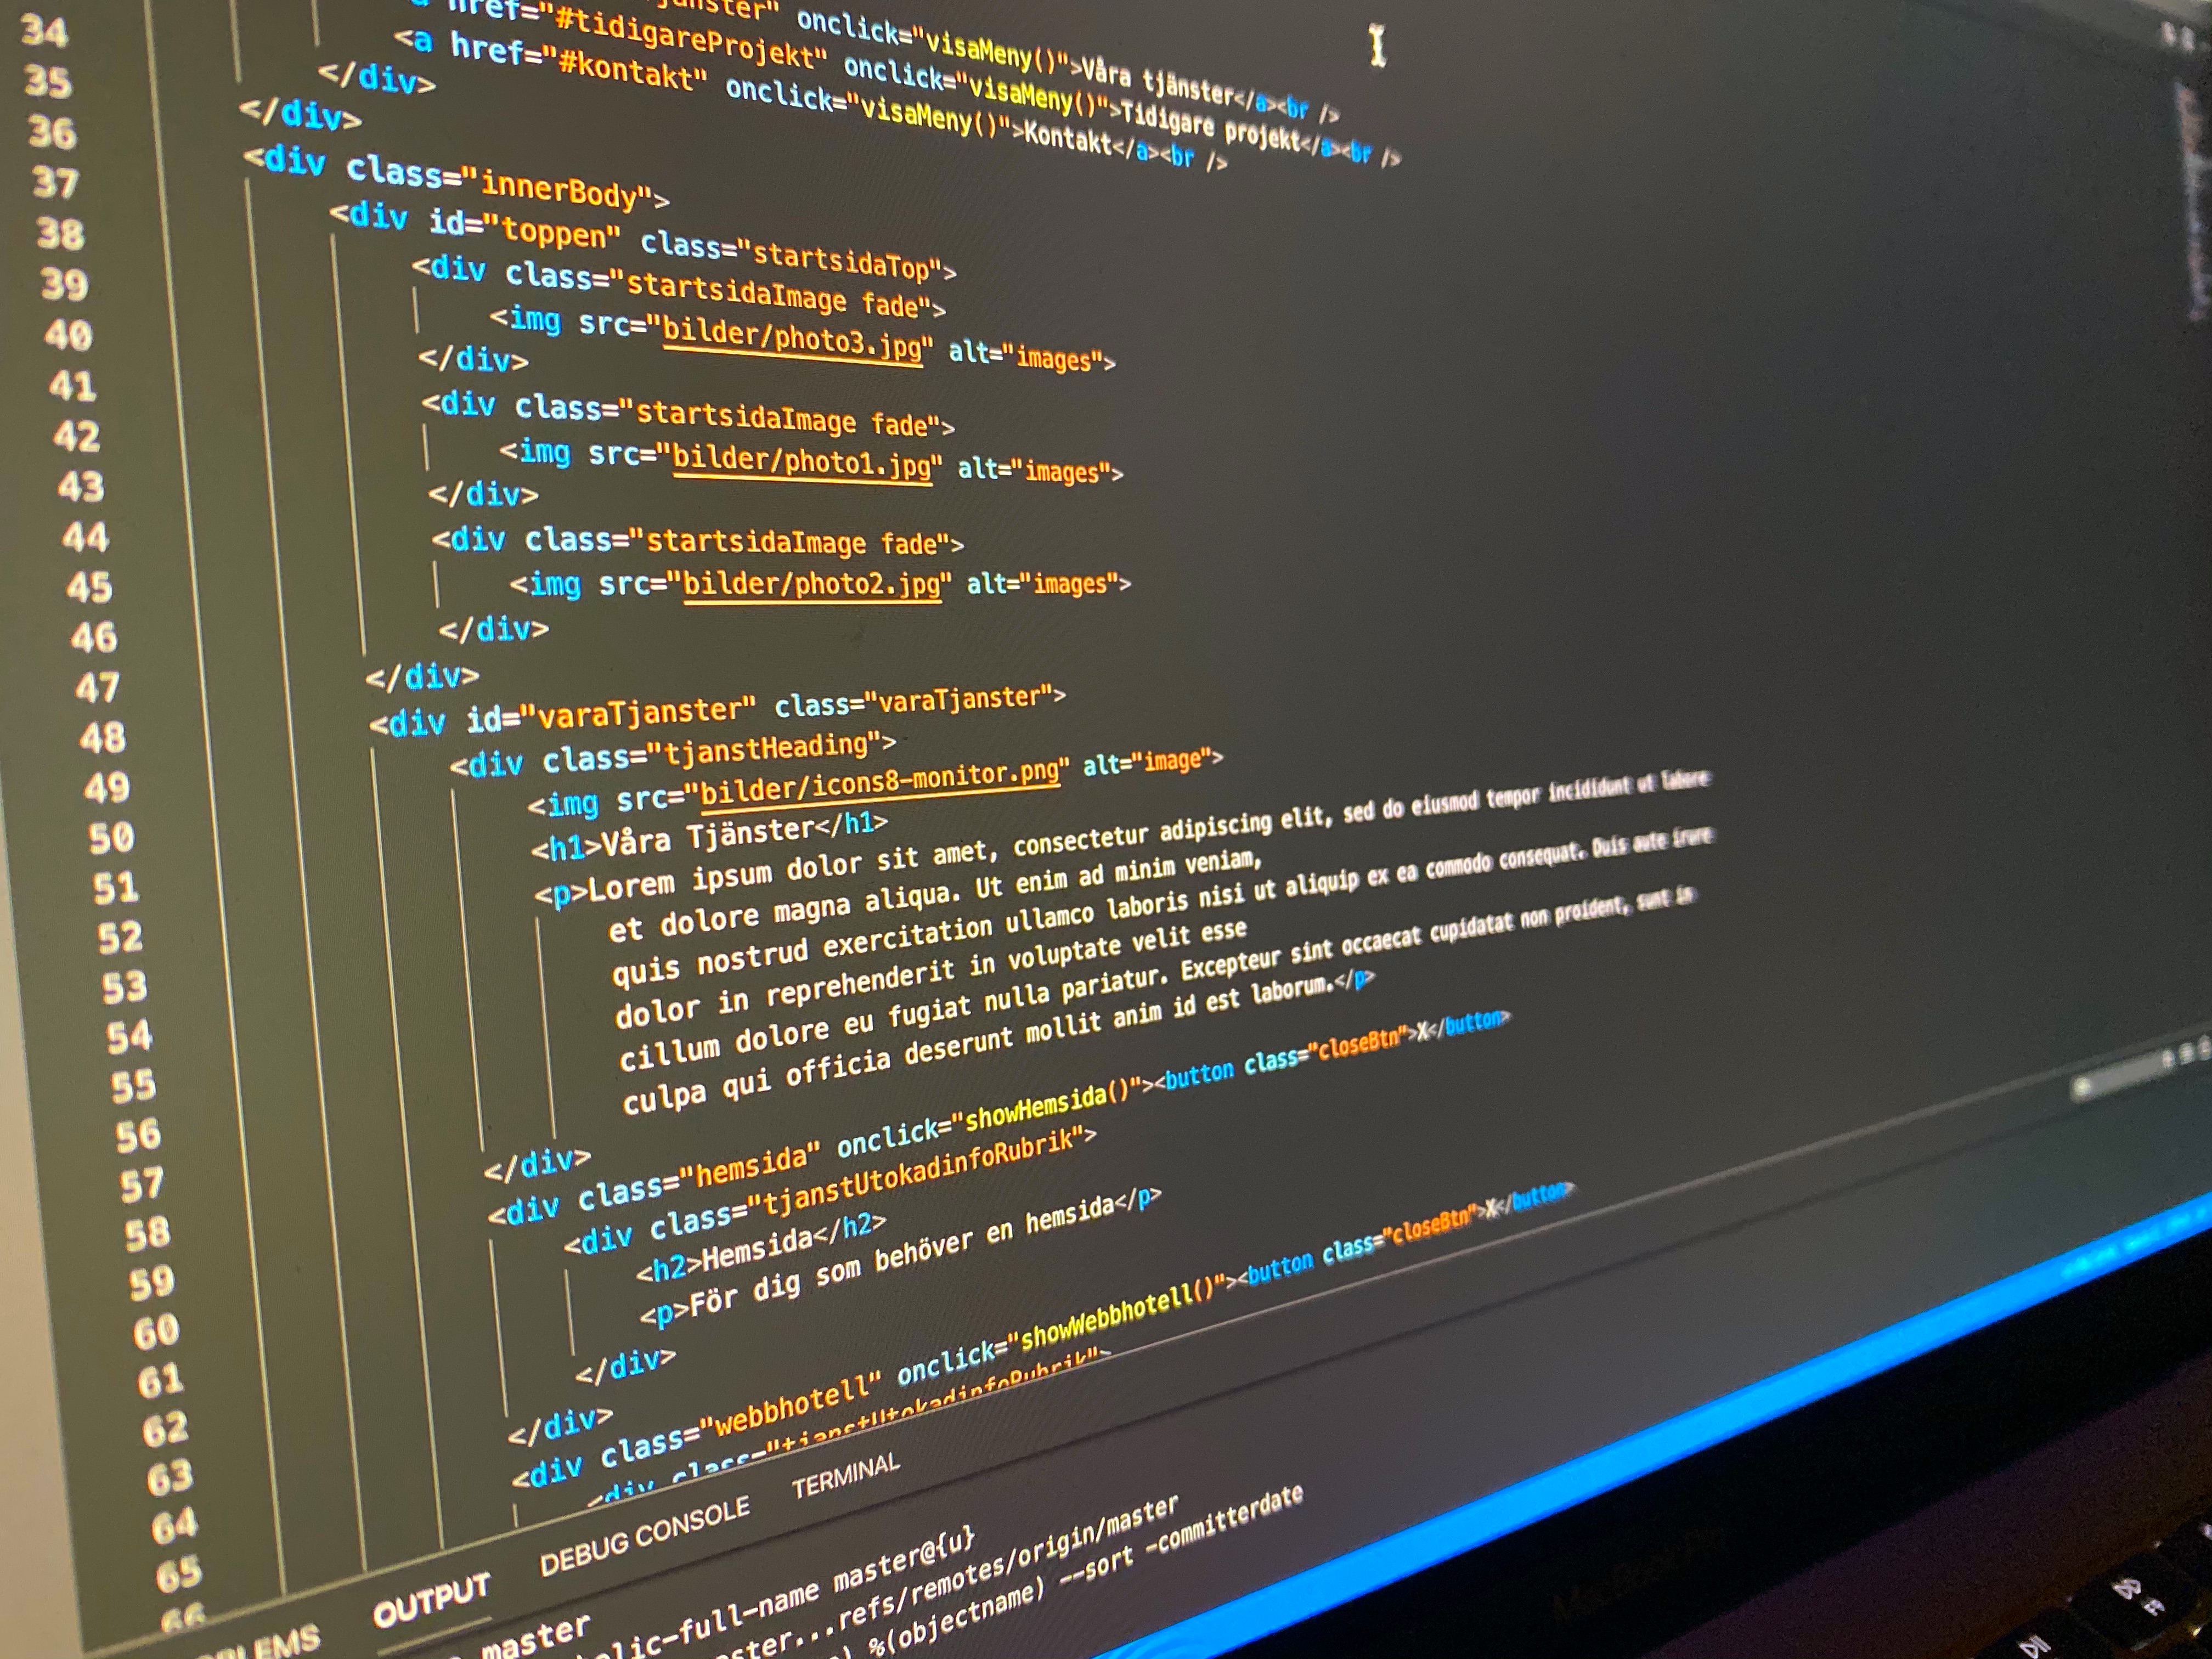 34 onclick="visaMeny()">Våra tjänster</a><br />
35 href="#tidigareProjekt" onclick="visaMeny()">Tidigare projekt</a><br />
36 <a href="#kontakt" onclick="visaMeny()">Kontakt</a><br />
</div>
</div>
37 <div class="innerBody">
38 <div id="toppen" class="startsidaTop">
39 <div class="startsidaImage fade">
40 <img src="bilder/photo3.jpg" alt="images">
41 </div>
42 <div class="startsidaImage fade">
43 <img src="bilder/photo1.jpg" alt="images">
</div>
44 <div class="startsidaImage fade">
45 <img src="bilder/photo2.jpg" alt="images">
46 </div>
47 </div>
48 <div id="varaTjanster" class="varaTjanster">
49 <div class="tjanstHeading">
50 <img src="bilder/icons8-monitor.png" alt="image">
<h1>Våra Tjänster</h1>
51 <p>Lorem ipsum dolor sit amet, consectetur adipiscing elit, sed do eiusmod tempor incididunt ut labore
52 et dolore magna aliqua. Ut enim ad minim veniam,
53 quis nostrud exercitation ullamco laboris nisi ut aliquip ex ea commodo consequat. Duis aute irure
54 dolor in reprehenderit in voluptate velit esse
55 cillum dolore eu fugiat nulla pariatur. Excepteur sint occaecat cupidatat non proident, sunt in
56 culpa qui officia deserunt mollit anim id est laborum.</p>
57 </div>
58 <div class="hemsida" onclick="showHemsida()"><button class="closeBtn">X</button>
59 <div class="tjanstUtokadinfoRubrik">
60 <h2>Hemsida</h2>
61 <p>För dig som behöver en hemsida</p>
62 </div>
63 </div>
64 <div class="webbhotell" onclick="showWebbhotell()"><button class="closeBtn">X</button>
65 <div class="tjanstUtokadinfoRubrik">
66
OUTPUT DEBUG CONSOLE TERMINAL
master
-full-name master@{u}
...refs/remotes/origin/master
%(objectname) --sort -committerdate